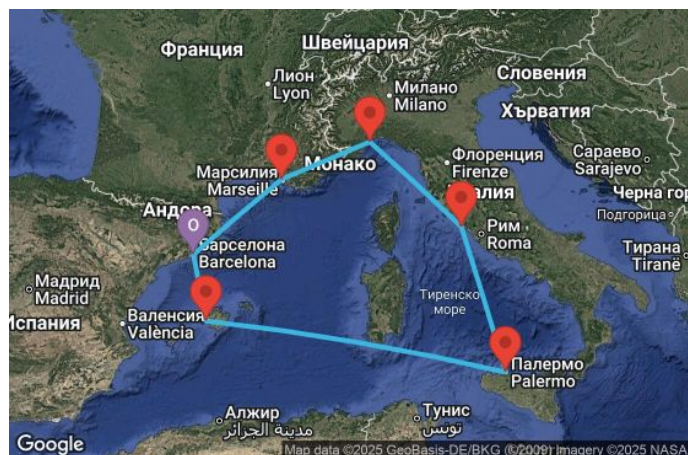 Франция
Швейцария
Лион
Lyon
Милано
Milano
Словения
Хърватия
Марсилия
Marseille
Монако
Флоренция
Firenze
Сараево
Sarajevo
Андора
Черна гор
Подгорица
О
Барселона
Barcelona
Рим
Roma
Тирана
Tiranë
Мадрид
Madrid
Тиренско
море
Валенсия
València
Испания
Палермо
Palermo
Алжир
مدينة الجزائر
Тунис
تونس
Google
Map data ©2025 GeoBasis-DE/BKG (©2009) Imagery ©2025 NASA